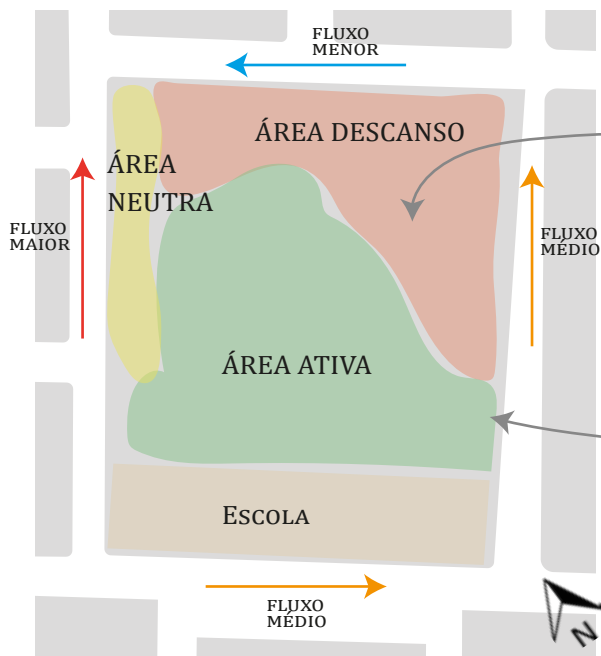 FLUXO
MENOR
ÁREA DESCANSO
ÁREA
NEUTRA
FLUXO
MAIOR
FLUXO
MÉDIO
ÁREA ATIVA
ESCOLA
FLUXO
MÉDIO
N